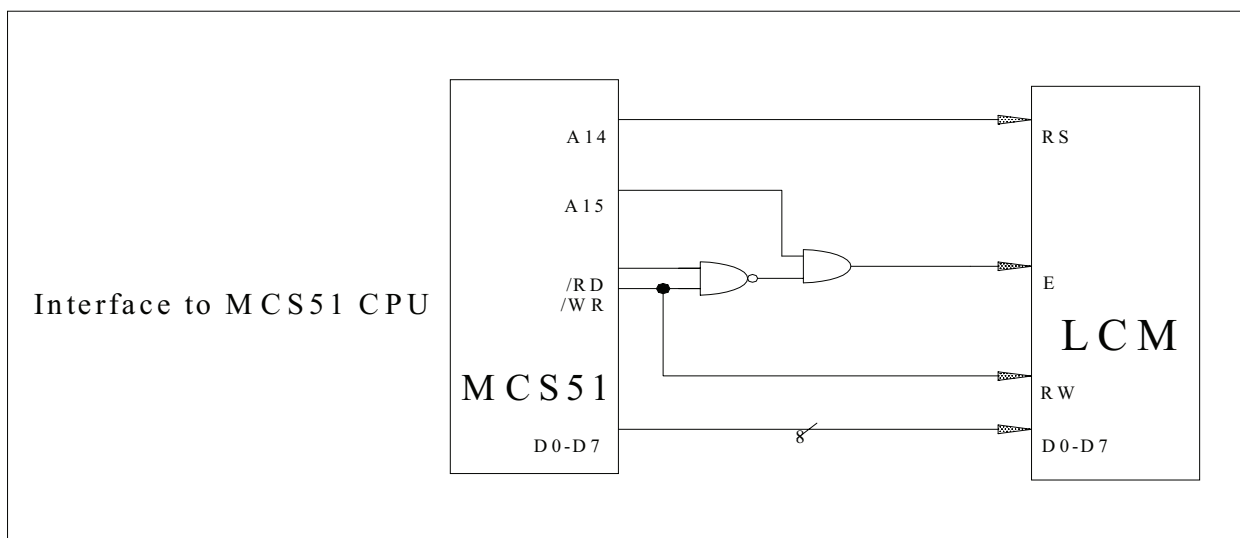 A14
RS
A15
/RD
/WR
E
Interface to MCS51 CPU
LCM
MCS51
RW
8
D0-D7
D0-D7